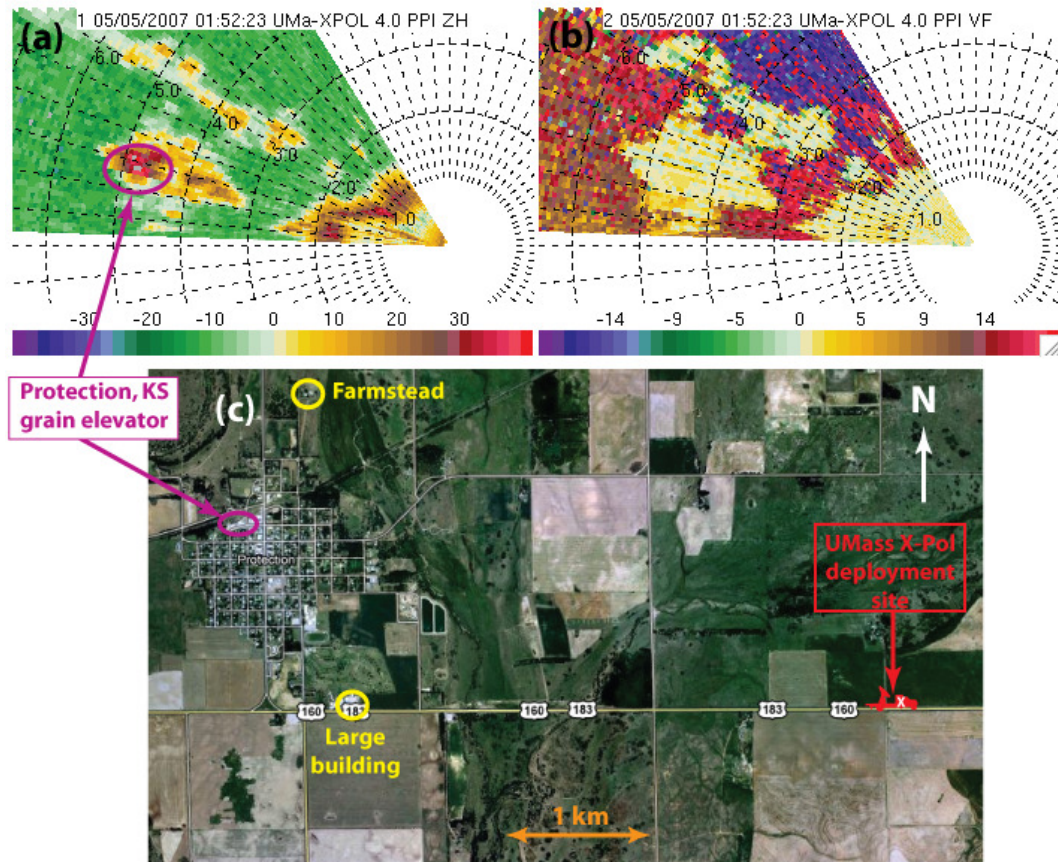 1 05/05/2007 01:52:23 UMa-XPOL 4.0 PPI ZH
(a)
6.0
5.0
4.0
3.0
2.0
1.0
-30 -20 -10 0 10 20 30
2 05/05/2007 01:52:23 UMa-XPOL 4.0 PPI VF
(b)
6.0
5.0
4.0
3.0
2.0
1.0
-14 -9 -5 0 5 9 14
Protection, KS
grain elevator
(c)
Farmstead
N
UMass X-Pol
deployment
site
X
Protection
160
183
160
183
183
160
Large
building
1 km